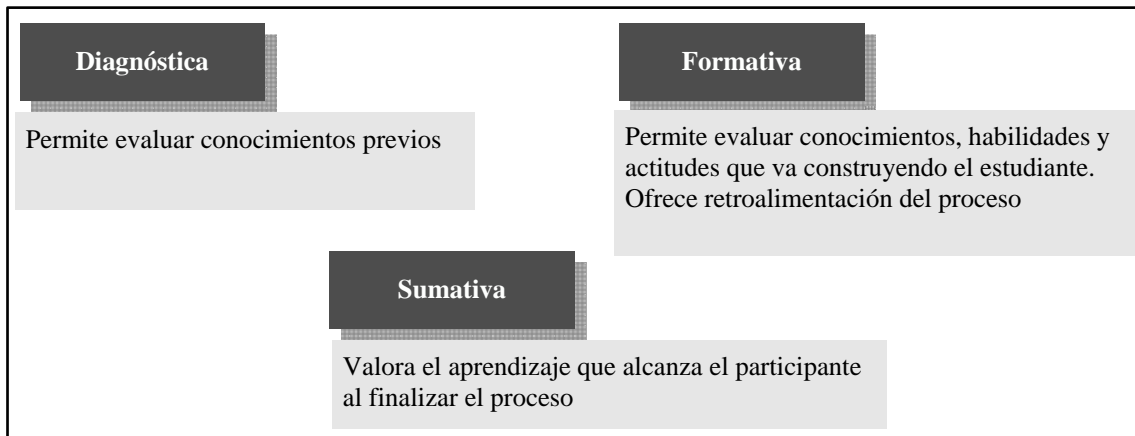 Diagnóstica
Permite evaluar conocimientos previos
Formativa
Permite evaluar conocimientos, habilidades y
actitudes que va construyendo el estudiante.
Ofrece retroalimentación del proceso
Sumativa
Valora el aprendizaje que alcanza el participante
al finalizar el proceso